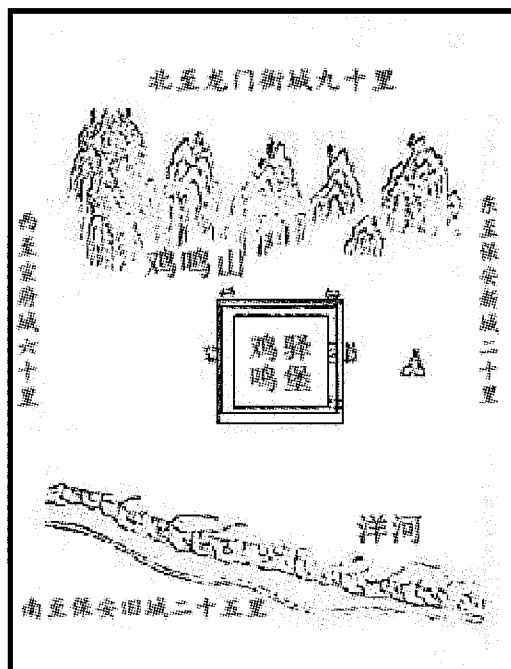 北至龙门卫城九十里
西至宣府城六十里
东至保安新城二十里
鸡鸣山
鸡驿
鸣堡
洋河
南至保安旧城二十五里